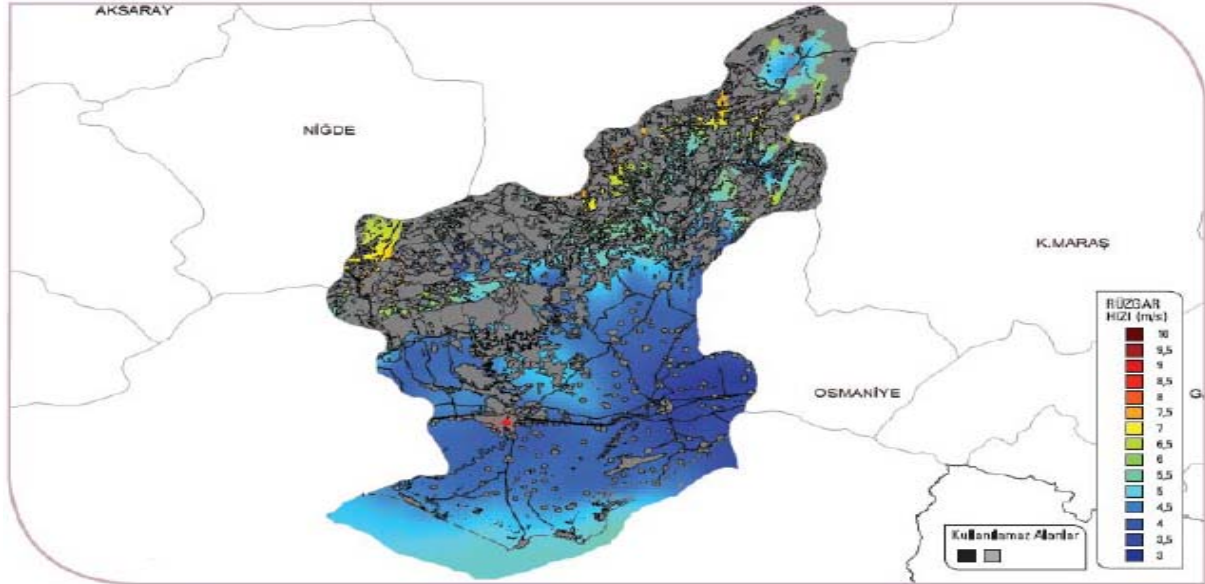 AKSARAY
NİĞDE
K.MARAŞ
OSMANİYE
G.
RÜZGAR
HIZI (m/s)
10
9,5
9
8,5
8
7,5
7
6,5
6
5,5
5
4,5
4
3,5
3
Kullanılamaz Alanlar